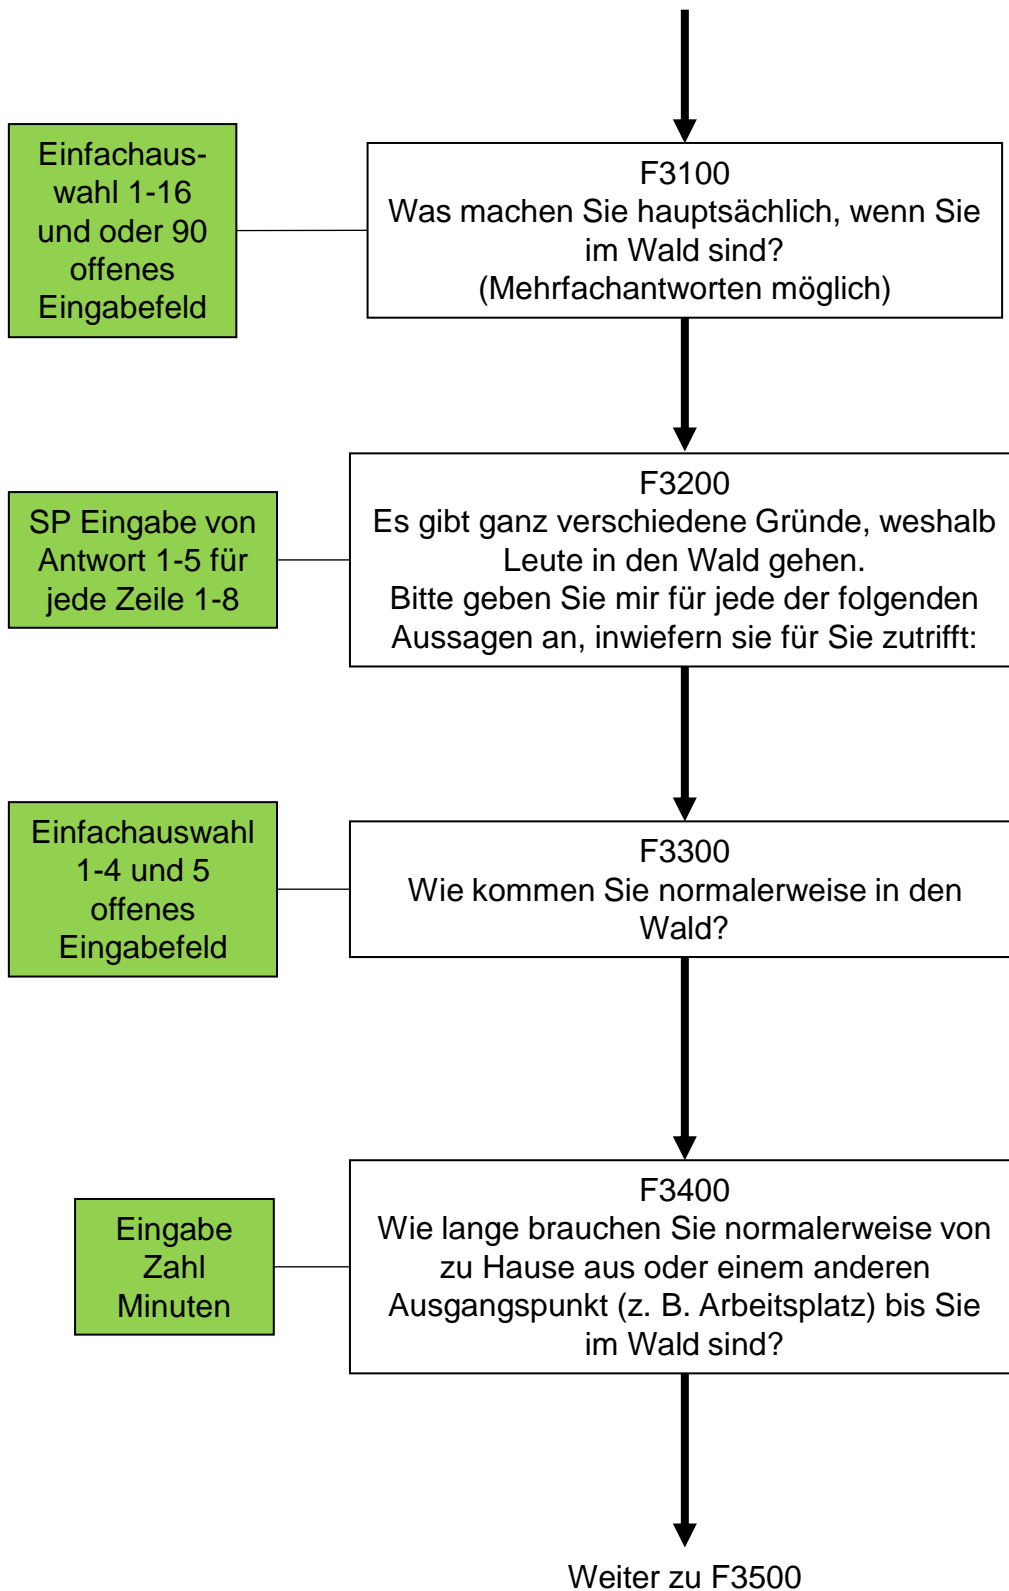 Einfachaus-
wahl 1-16
und oder 90
offenes
Eingabefeld
F3100
Was machen Sie hauptsächlich, wenn Sie
im Wald sind?
(Mehrfachantworten möglich)
SP Eingabe von
Antwort 1-5 für
jede Zeile 1-8
F3200
Es gibt ganz verschiedene Gründe, weshalb
Leute in den Wald gehen.
Bitte geben Sie mir für jede der folgenden
Aussagen an, inwiefern sie für Sie zutrifft:
Einfachauswahl
1-4 und 5
offenes
Eingabefeld
F3300
Wie kommen Sie normalerweise in den
Wald?
Eingabe
Zahl
Minuten
F3400
Wie lange brauchen Sie normalerweise von
zu Hause aus oder einem anderen
Ausgangspunkt (z. B. Arbeitsplatz) bis Sie
im Wald sind?
Weiter zu F3500